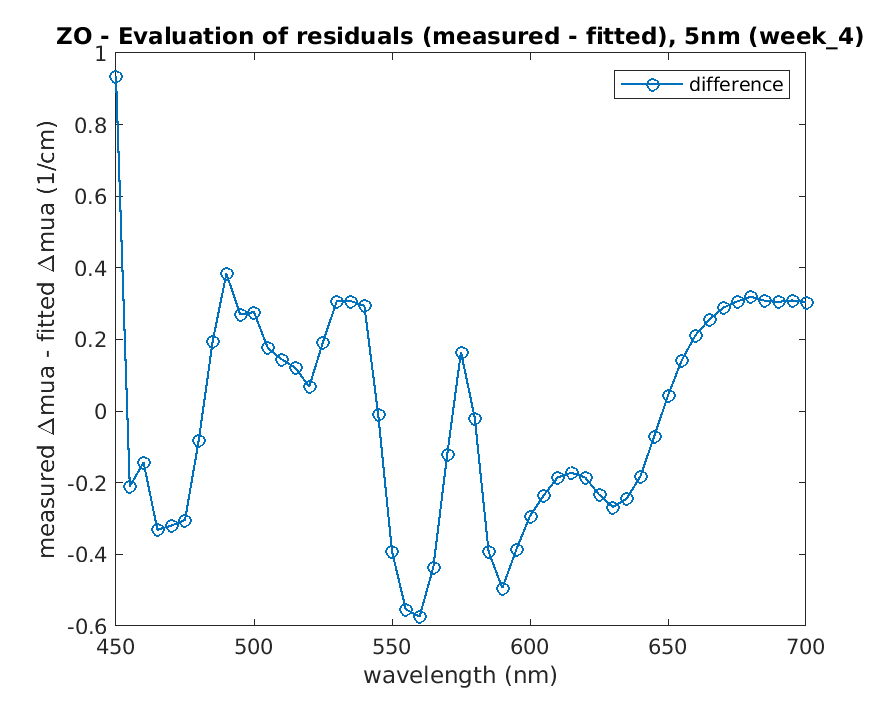 ZO - Evaluation of residuals (measured - fitted), 5nm (week_4)
difference
measured Δmua - fitted Δmua (1/cm)
1
0.8
0.6
0.4
0.2
0
-0.2
-0.4
-0.6
450 500 550 600 650 700
wavelength (nm)